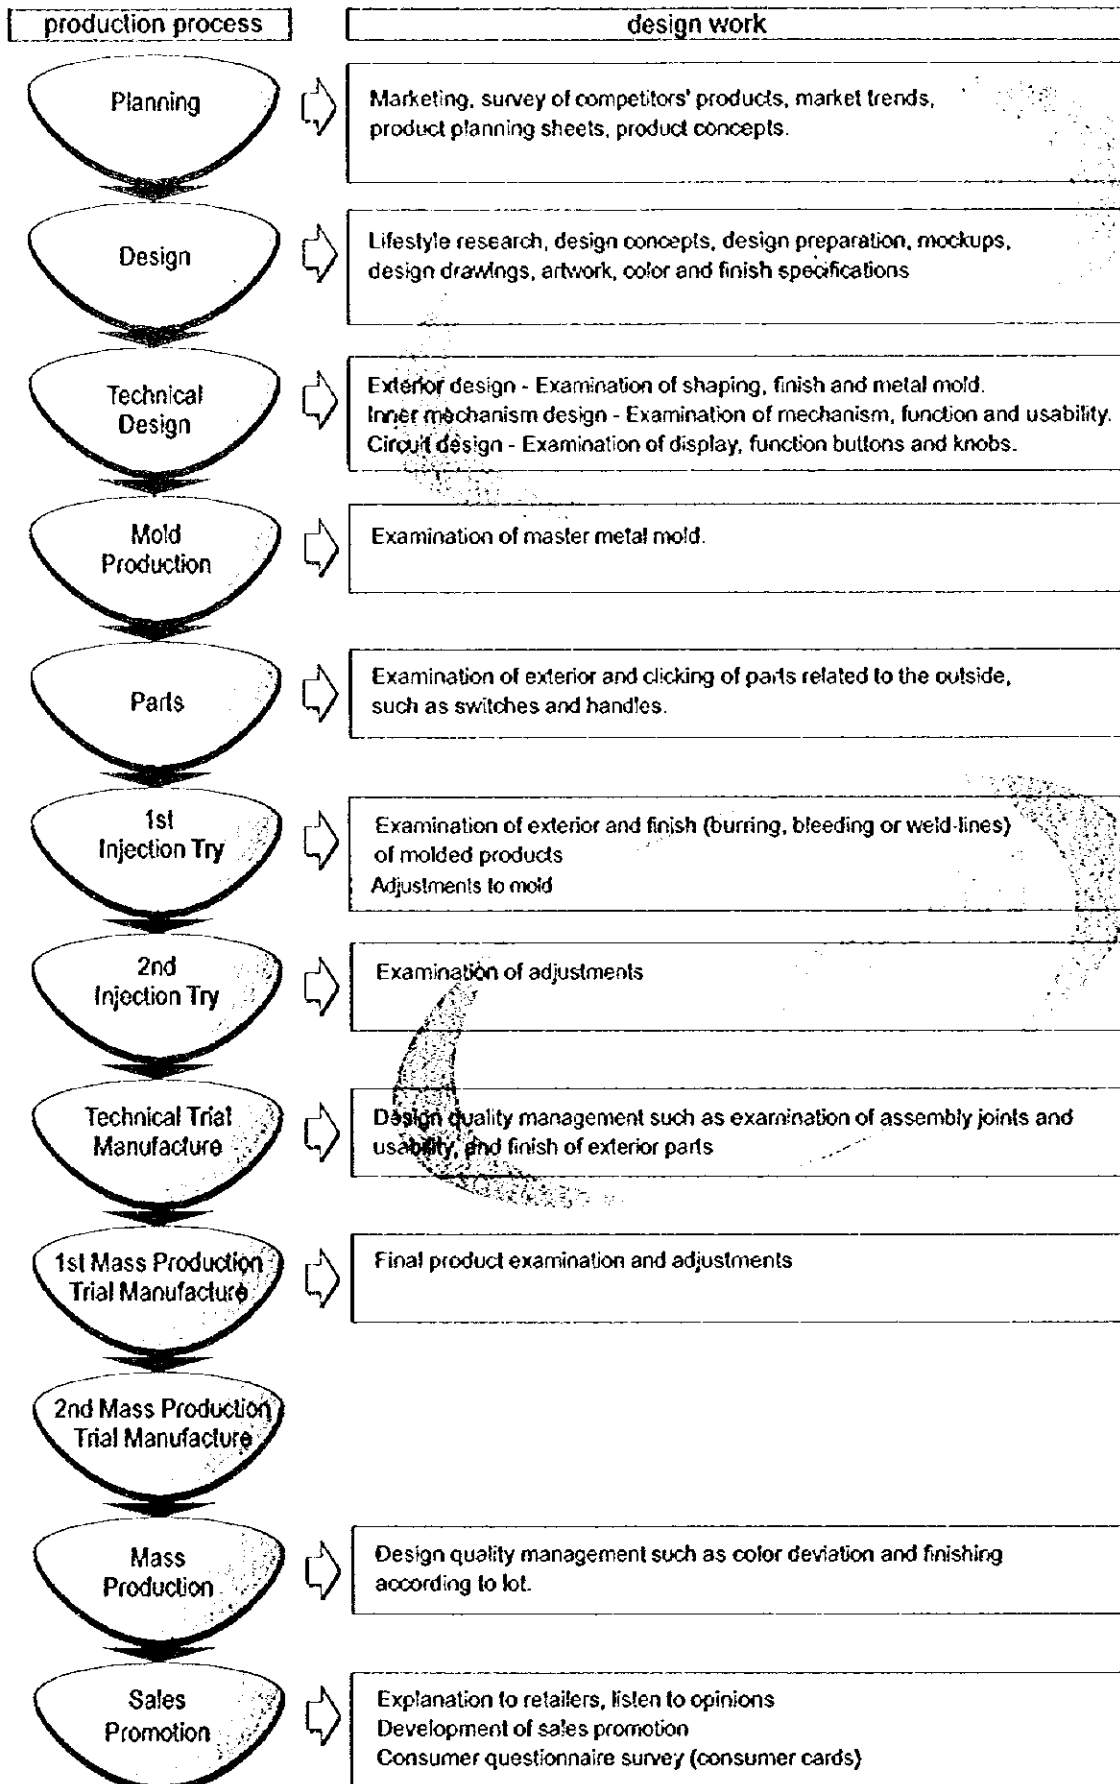 production process
design work
Planning
Marketing, survey of competitors' products, market trends,
product planning sheets, product concepts.
Design
Lifestyle research, design concepts, design preparation, mockups,
design drawings, artwork, color and finish specifications
Technical
Design
Exterior design - Examination of shaping, finish and metal mold.
Inner mechanism design - Examination of mechanism, function and usability.
Circuit design - Examination of display, function buttons and knobs.
Mold
Production
Examination of master metal mold.
Parts
Examination of exterior and clicking of parts related to the outside,
such as switches and handles.
1st
Injection Try
Examination of exterior and finish (burring, bleeding or weld-lines)
of molded products
Adjustments to mold
2nd
Injection Try
Examination of adjustments
Technical Trial
Manufacture
Design quality management such as examination of assembly joints and
usability, and finish of exterior parts
1st Mass Production
Trial Manufacture
Final product examination and adjustments
2nd Mass Production
Trial Manufacture
Mass
Production
Design quality management such as color deviation and finishing
according to lot.
Sales
Promotion
Explanation to retailers, listen to opinions
Development of sales promotion
Consumer questionnaire survey (consumer cards)